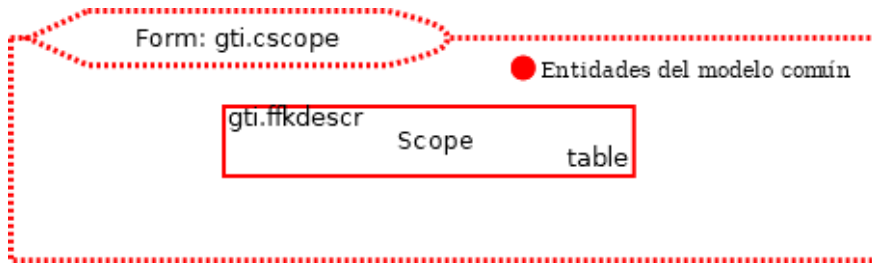 Form: gti.cscope
Entidades del modelo común
gti.ffkdescr
Scope
table